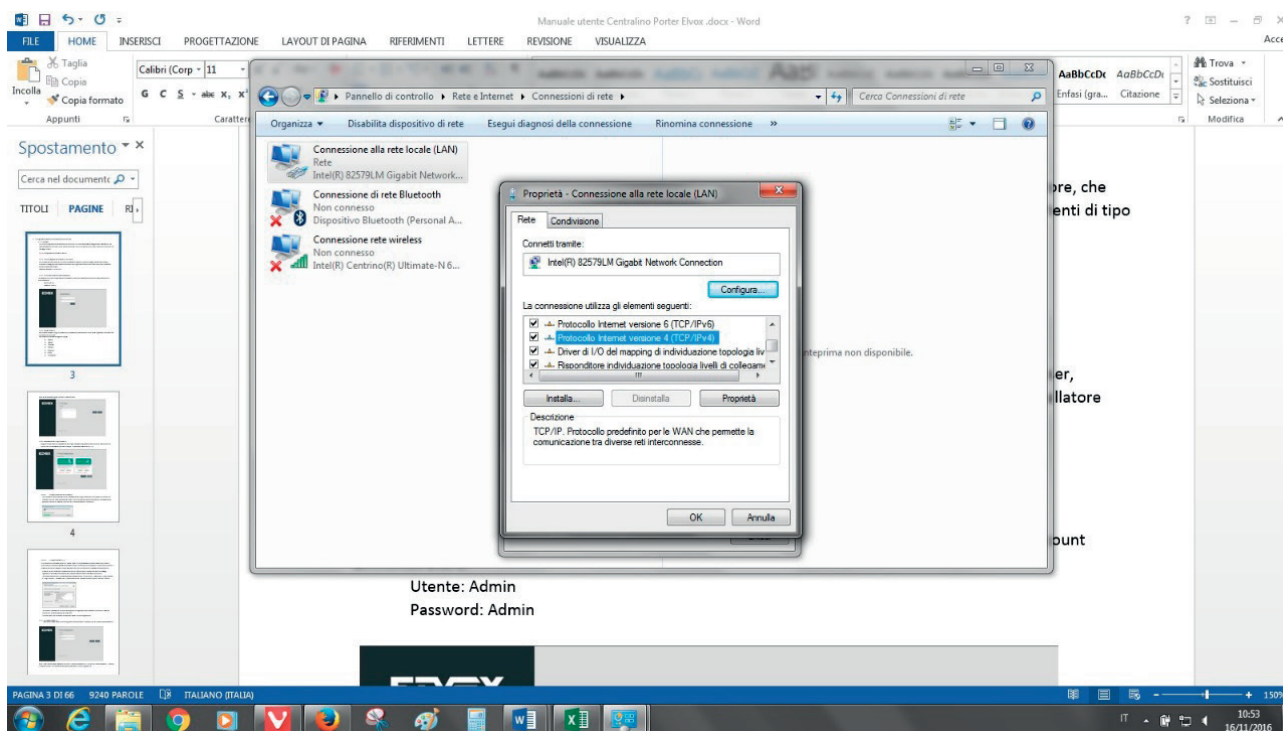 Manuale utente Centralino Porter Elvox .docx - Word
FILE HOME INSERISCI PROGETTAZIONE LAYOUT DI PAGINA RIFERIMENTI LETTERE REVISIONE VISUALIZZA Acce
Incolla
Taglia
Copia
Copia formato
Appunti
Calibri (Corp 11
G C S abc x, x
Carattere
AaBbCcDc AaBbCcDc
Enfasi (gra... Citazione
Trova
Sostituisci
Seleziona
Modifica
Spostamento
Cerca nel documento
TITOLI PAGINE RI
3
4
Pannello di controllo Rete e Internet Connessioni di rete
Cerca Connessioni di rete
Organizza Disabilita dispositivo di rete Esegui diagnosi della connessione Rinomina connessione »
Connessione alla rete locale (LAN)
Rete
Intel(R) 82579LM Gigabit Network...
Connessione di rete Bluetooth
Non connesso
Dispositivo Bluetooth (Personal A...
Connessione rete wireless
Non connesso
Intel(R) Centrino(R) Ultimate-N 6...
Proprietà - Connessione alla rete locale (LAN)
Rete Condivisione
Connetti tramite:
Intel(R) 82579LM Gigabit Network Connection
Configura...
La connessione utilizza gli elementi seguenti:
Protocollo Internet versione 6 (TCP/IPv6)
Protocollo Internet versione 4 (TCP/IPv4)
Driver di I/O del mapping di individuazione topologia liv
Risponditore individuazione topologia livelli di collegame
Installa... Disinstalla Proprietà
Descrizione
TCP/IP. Protocollo predefinito per le WAN che permette la
comunicazione tra diverse reti interconnesse.
OK Annulla
nteprima non disponibile.
ore, che
enti di tipo
er,
llatore
ount
Utente: Admin
Password: Admin
PAGINA 3 DI 66 9240 PAROLE ITALIANO (ITALIA) 150%
IT
10:53
16/11/2016